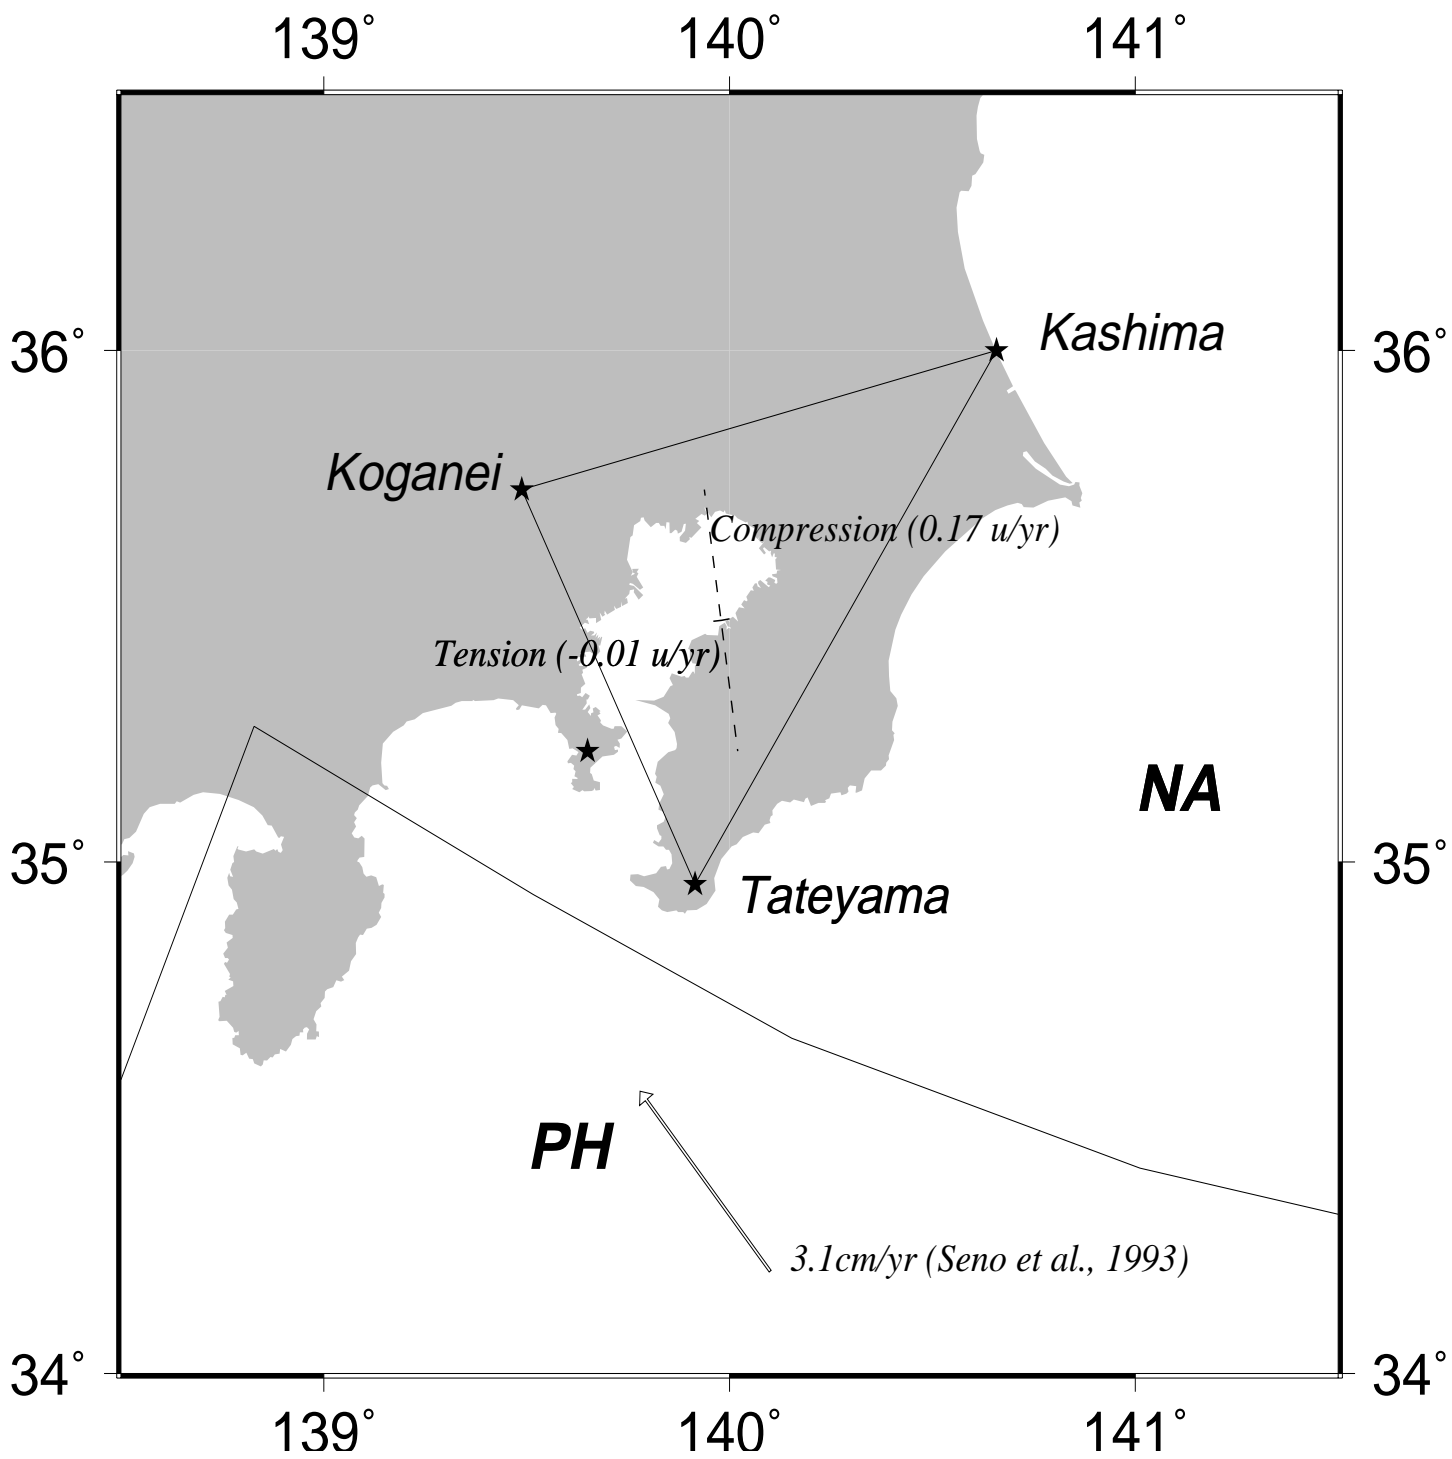 139° 140° 141°
Kashima
36° 36°
Koganei
Compression (0.17 u/yr)
Tension (-0.01 u/yr)
NA
35° 35°
Tateyama
PH
3.1cm/yr (Seno et al., 1993)
34° 34°
139° 140° 141°